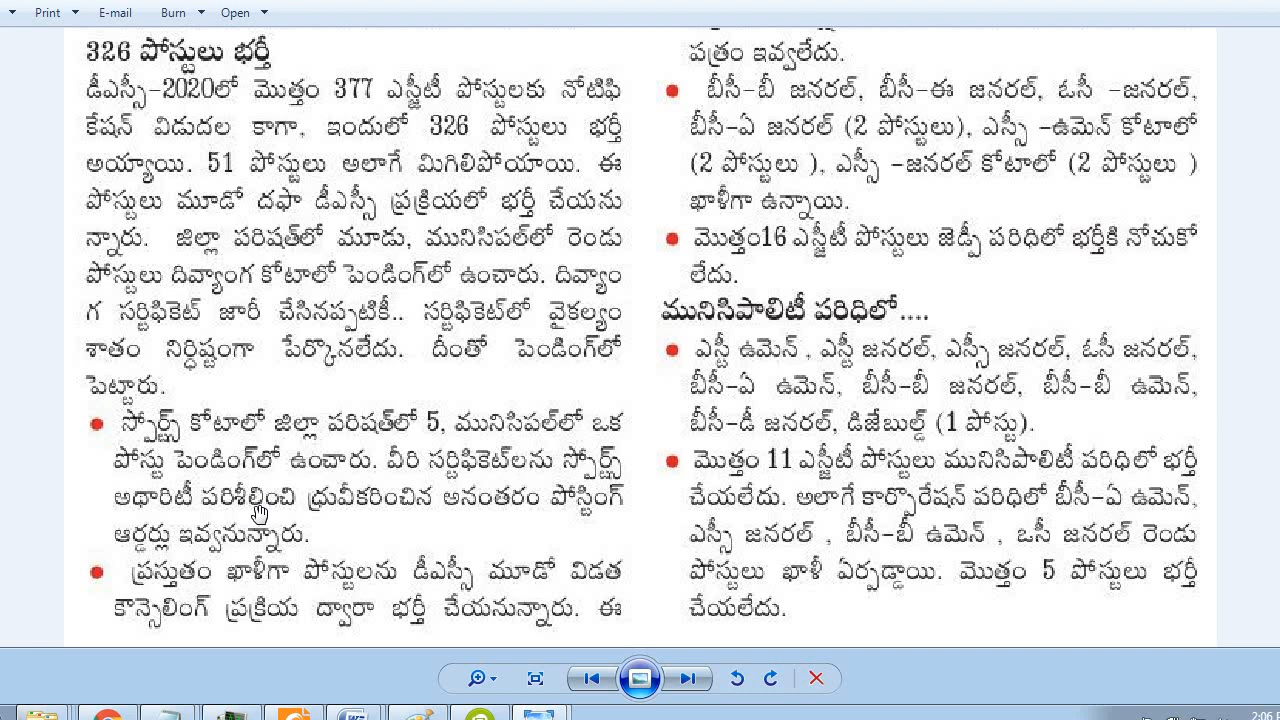 Print
E-mail
Burn
Open
326 పోస్టులు భర్తీ
డీఎస్సీ-2020లో మొత్తం 377 ఎస్జీటీ పోస్టులకు నోటిఫి
కేషన్ విడుదల కాగా, ఇందులో 326 పోస్టులు భర్తీ
అయ్యాయి. 51 పోస్టులు అలాగే మిగిలిపోయాయి. ఈ
పోస్టులు మూడో దఫా డీఎస్సీ ప్రక్రియలో భర్తీ చేయను
న్నారు. జిల్లా పరిషత్‌లో మూడు, మునిసిపల్‌లో రెండు
పోస్టులు దివ్యాంగ కోటాలో పెండింగ్‌లో ఉంచారు. దివ్యాం
గ సర్టిఫికెట్ జారీ చేసినప్పటికీ.. సర్టిఫికెట్‌లో వైకల్యం
శాతం నిర్ధిష్టంగా పేర్కొనలేదు. దీంతో పెండింగ్‌లో
పెట్టారు.
• స్పోర్ట్స్ కోటాలో జిల్లా పరిషత్‌లో 5, మునిసిపల్‌లో ఒక
పోస్టు పెండింగ్‌లో ఉంచారు. వీరి సర్టిఫికెట్‌లను స్పోర్ట్స్
అథారిటీ పరిశీల్లించి ధ్రువీకరించిన అనంతరం పోస్టింగ్
ఆర్డర్లు ఇవ్వనున్నారు.
• ప్రస్తుతం ఖాళీగా పోస్టులను డీఎస్సీ మూడో విడత
కౌన్సెలింగ్ ప్రక్రియ ద్వారా భర్తీ చేయనున్నారు. ఈ
పత్రం ఇవ్వలేదు.
• బీసీ-బీ జనరల్, బీసీ-ఈ జనరల్, ఓసీ -జనరల్,
బీసీ-ఏ జనరల్ (2 పోస్టులు), ఎస్సీ -ఉమెన్ కోటాలో
(2 పోస్టులు ), ఎస్సీ -జనరల్ కోటాలో (2 పోస్టులు )
ఖాళీగా ఉన్నాయి.
• మొత్తం16 ఎస్జీటీ పోస్టులు జెడ్పీ పరిధిలో భర్తీకి నోచుకో
లేదు.
మునిసిపాలిటీ పరిధిలో....
• ఎస్టీ ఉమెన్ , ఎస్టీ జనరల్, ఎస్సీ జనరల్, ఓసీ జనరల్,
బీసీ-ఏ ఉమెన్, బీసీ-బీ జనరల్, బీసీ-బీ ఉమెన్,
బీసీ-డీ జనరల్, డిజేబుల్డ్ (1 పోస్టు).
• మొత్తం 11 ఎస్జీటీ పోస్టులు మునిసిపాలిటీ పరిధిలో భర్తీ
చేయలేదు. అలాగే కార్పొరేషన్ పరిధిలో బీసీ-ఏ ఉమెన్,
ఎస్సీ జనరల్ , బీసీ-బీ ఉమెన్ , ఒసీ జనరల్ రెండు
పోస్టులు ఖాళీ ఏర్పడ్డాయి. మొత్తం 5 పోస్టులు భర్తీ
చేయలేదు.